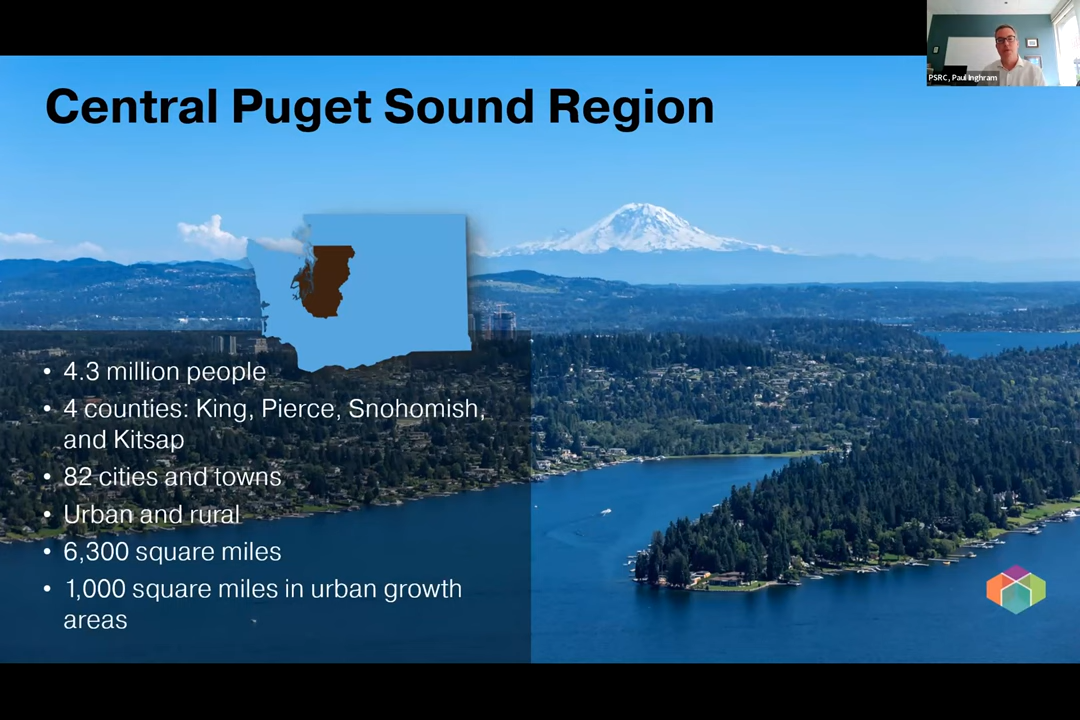 PSRC, Paul Inghram
Central Puget Sound Region
• 4.3 million people
• 4 counties: King, Pierce, Snohomish,
and Kitsap
• 82 cities and towns
• Urban and rural
• 6,300 square miles
• 1,000 square miles in urban growth
areas